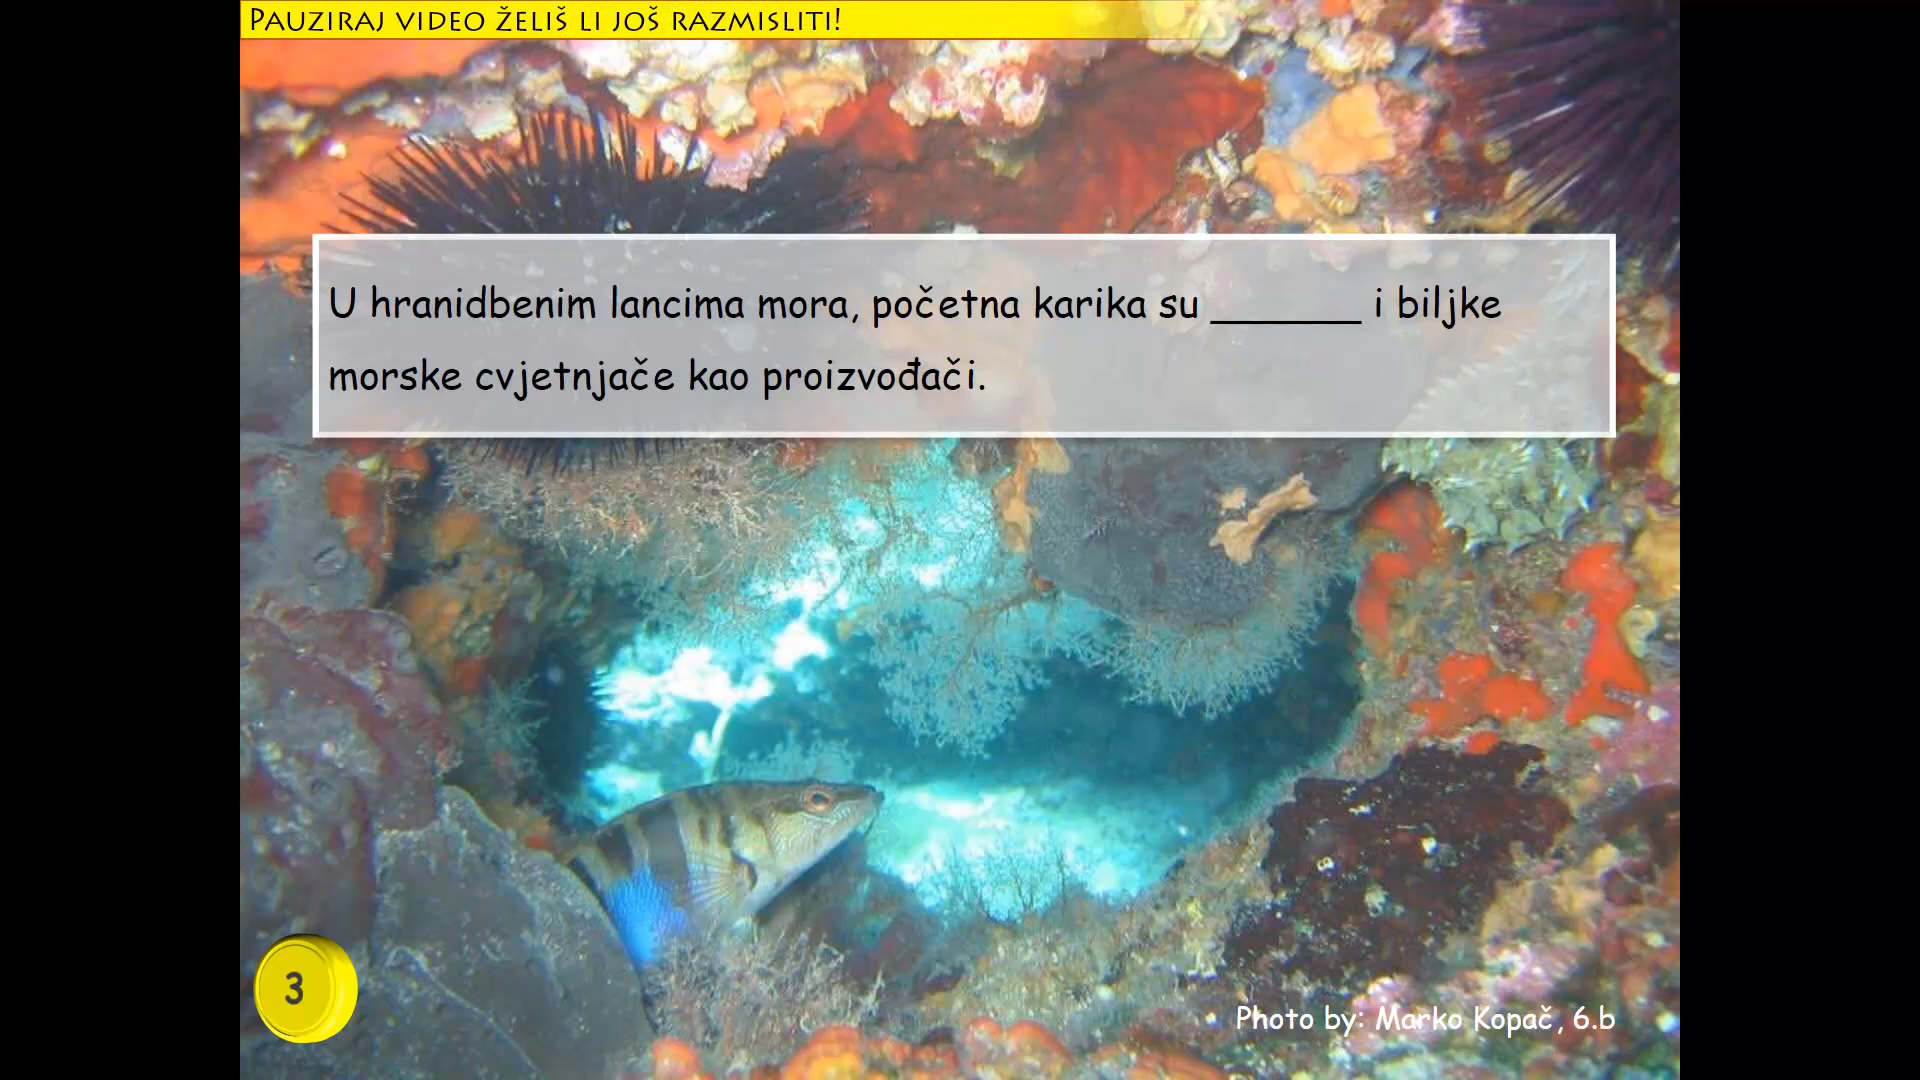 PAUZIRAJ VIDEO ŽELIŠ LI JOŠ RAZMISLITI!
U hranidbenim lancima mora, početna karika su ______ i biljke
morske cvjetnjače kao proizvođači.
3
Photo by: Marko Kopač, 6.b